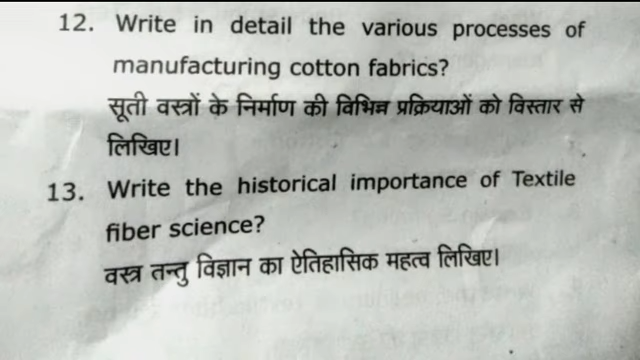 12. Write in detail the various processes of
manufacturing cotton fabrics?
सूती वस्त्रों के निर्माण की विभिन्न प्रक्रियाओं को विस्तार से
लिखिए।
13. Write the historical importance of Textile
fiber science?
वस्त्र तन्तु विज्ञान का ऐतिहासिक महत्व लिखिए।